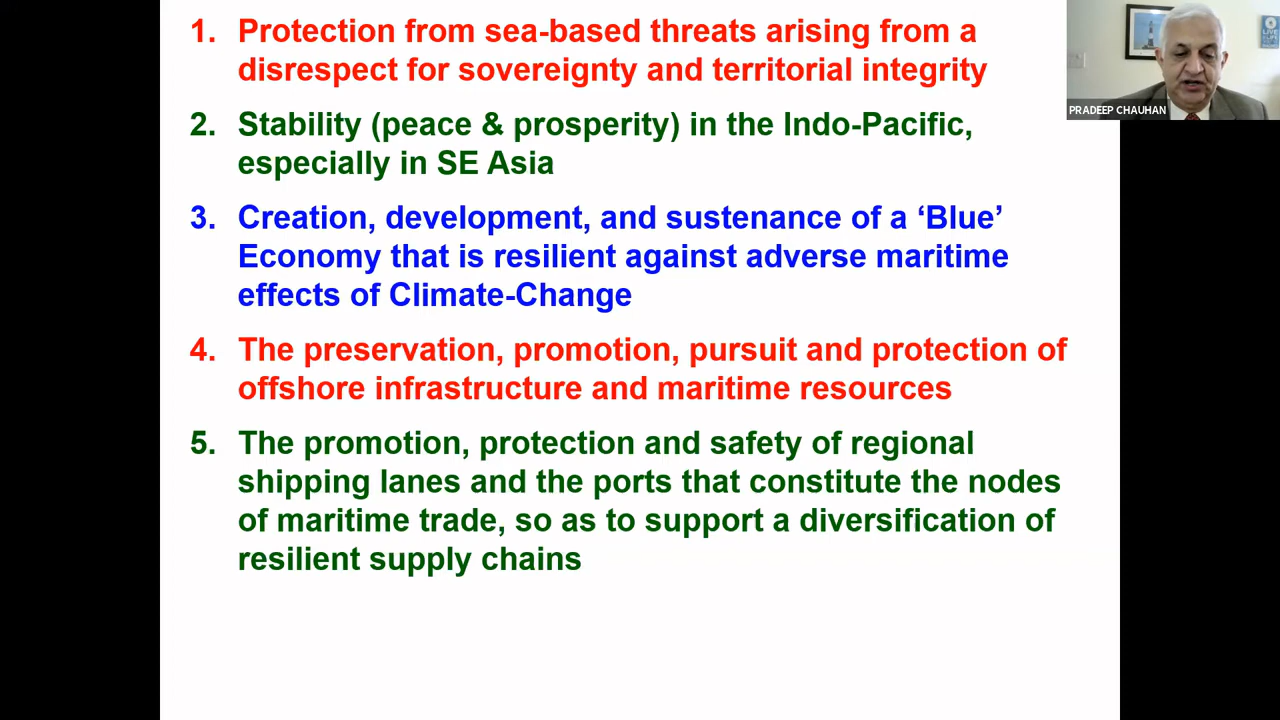 1. Protection from sea-based threats arising from a
disrespect for sovereignty and territorial integrity
2. Stability (peace & prosperity) in the Indo-Pacific,
especially in SE Asia
3. Creation, development, and sustenance of a ‘Blue’
Economy that is resilient against adverse maritime
effects of Climate-Change
4. The preservation, promotion, pursuit and protection of
offshore infrastructure and maritime resources
5. The promotion, protection and safety of regional
shipping lanes and the ports that constitute the nodes
of maritime trade, so as to support a diversification of
resilient supply chains
PRADEEP CHAUHAN